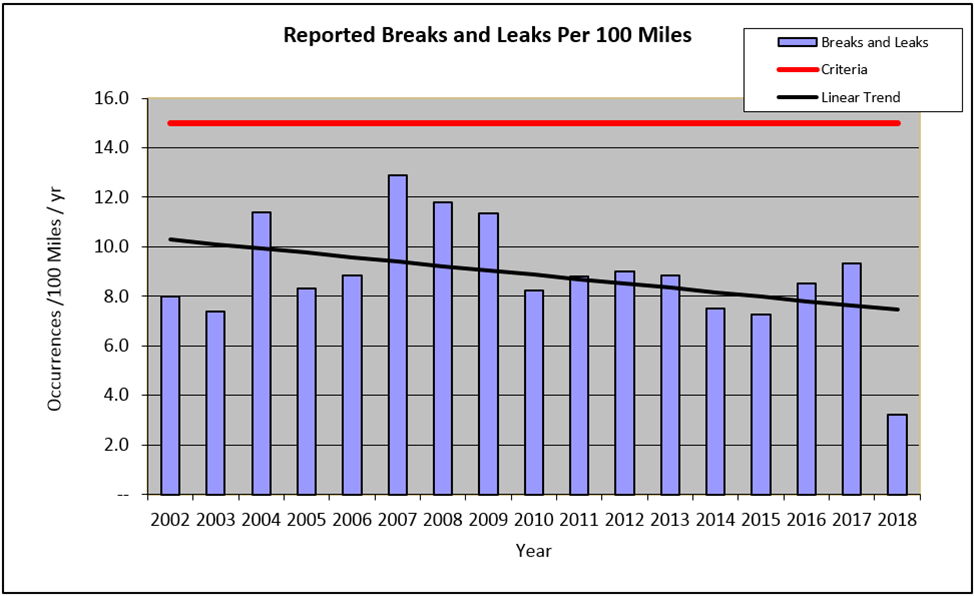 Reported Breaks and Leaks Per 100 Miles
Breaks and Leaks
Criteria
Linear Trend
Occurrences /100 Miles / yr
16.0
14.0
12.0
10.0
8.0
6.0
4.0
2.0
--
2002 2003 2004 2005 2006 2007 2008 2009 2010 2011 2012 2013 2014 2015 2016 2017 2018
Year